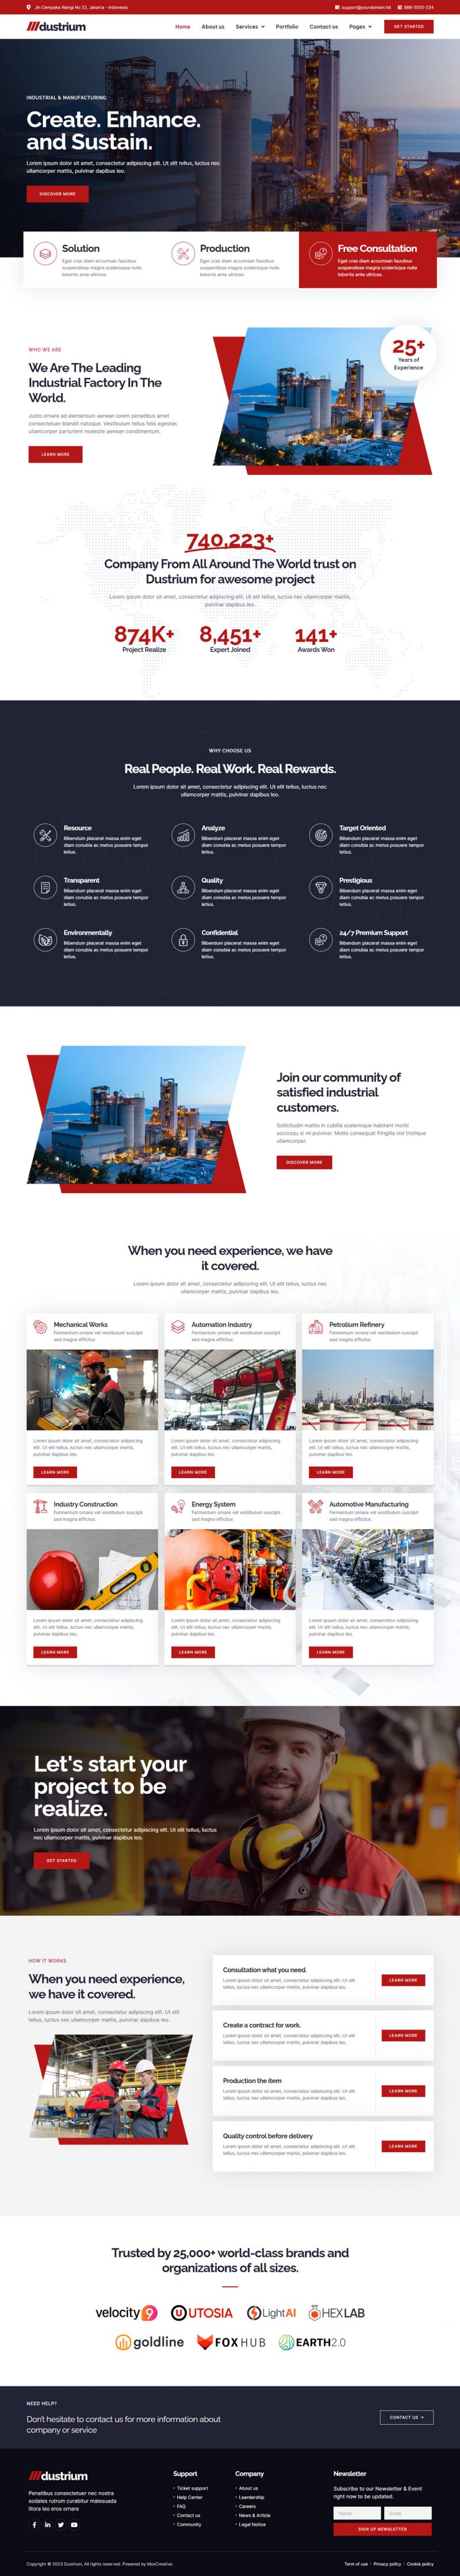 Jln Cempaka Wangi No 22, Jakarta - Indonesia
support@yourdomain.tld
888-2002-234
dustrium
Home
About us
Services
Portfolio
Contact us
Pages
GET STARTED
INDUSTRIAL & MANUFACTURING
Create. Enhance.
and Sustain.
Lorem ipsum dolor sit amet, consectetur adipiscing elit. Ut elit tellus, luctus nec
ullamcorper mattis, pulvinar dapibus leo.
DISCOVER MORE
Solution
Eget cras diam accumsan faucibus
suspendisse magna scelerisque nulla
lobortis ante ultrices.
Production
Eget cras diam accumsan faucibus
suspendisse magna scelerisque nulla
lobortis ante ultrices.
Free Consultation
Eget cras diam accumsan faucibus
suspendisse magna scelerisque nulla
lobortis ante ultrices.
WHO WE ARE
We Are The Leading
Industrial Factory In The
World.
Justo ornare ad elementum aenean lorem penatibus amet
consectetuer blandit natoque. Vestibulum tellus felis egestas
ullamcorper parturient molestie aenean condimentum.
LEARN MORE
25+
Years of
Experience
740,223+
Company From All Around The World trust on
Dustrium for awesome project
Lorem ipsum dolor sit amet, consectetur adipiscing elit. Ut elit tellus, luctus nec ullamcorper mattis,
pulvinar dapibus leo.
874K+
Project Realize
8,451+
Expert Joined
141+
Awards Won
WHY CHOOSE US
Real People. Real Work. Real Rewards.
Lorem ipsum dolor sit amet, consectetur adipiscing elit. Ut elit tellus, luctus nec
ullamcorper mattis, pulvinar dapibus leo.
Resource
Bibendum placerat massa enim eget
diam conubia ac metus posuere tempor
letius.
Analyze
Bibendum placerat massa enim eget
diam conubia ac metus posuere tempor
letius.
Target Oriented
Bibendum placerat massa enim eget
diam conubia ac metus posuere tempor
letius.
Transparent
Bibendum placerat massa enim eget
diam conubia ac metus posuere tempor
letius.
Quality
Bibendum placerat massa enim eget
diam conubia ac metus posuere tempor
letius.
Prestigious
Bibendum placerat massa enim eget
diam conubia ac metus posuere tempor
letius.
Environmentally
Bibendum placerat massa enim eget
diam conubia ac metus posuere tempor
letius.
Confidential
Bibendum placerat massa enim eget
diam conubia ac metus posuere tempor
letius.
24/7 Premium Support
Bibendum placerat massa enim eget
diam conubia ac metus posuere tempor
letius.
Join our community of
satisfied industrial
customers.
Sollicitudin mattis in cubilia scelerisque habitant morbi
sociosqu si mi pulvinar. Mollis consequat fringilla nisl tristique
ullamcorper.
DISCOVER MORE
When you need experience, we have
it covered.
Lorem ipsum dolor sit amet, consectetur adipiscing elit. Ut elit tellus, luctus nec
ullamcorper mattis, pulvinar dapibus leo.
Mechanical Works
Fermentum ornare vel vestibulum suscipit
sed magna efficitur.
Lorem ipsum dolor sit amet, consectetur adipiscing
elit. Ut elit tellus, luctus nec ullamcorper mattis,
pulvinar dapibus leo.
LEARN MORE
Automation Industry
Fermentum ornare vel vestibulum suscipit
sed magna efficitur.
Lorem ipsum dolor sit amet, consectetur adipiscing
elit. Ut elit tellus, luctus nec ullamcorper mattis,
pulvinar dapibus leo.
LEARN MORE
Petrolium Refinery
Fermentum ornare vel vestibulum suscipit
sed magna efficitur.
Lorem ipsum dolor sit amet, consectetur adipiscing
elit. Ut elit tellus, luctus nec ullamcorper mattis,
pulvinar dapibus leo.
LEARN MORE
Industry Construction
Fermentum ornare vel vestibulum suscipit
sed magna efficitur.
Lorem ipsum dolor sit amet, consectetur adipiscing
elit. Ut elit tellus, luctus nec ullamcorper mattis,
pulvinar dapibus leo.
LEARN MORE
Energy System
Fermentum ornare vel vestibulum suscipit
sed magna efficitur.
Lorem ipsum dolor sit amet, consectetur adipiscing
elit. Ut elit tellus, luctus nec ullamcorper mattis,
pulvinar dapibus leo.
LEARN MORE
Automotive Manufacturing
Fermentum ornare vel vestibulum suscipit
sed magna efficitur.
Lorem ipsum dolor sit amet, consectetur adipiscing
elit. Ut elit tellus, luctus nec ullamcorper mattis,
pulvinar dapibus leo.
LEARN MORE
Let's start your
project to be
realize.
Lorem ipsum dolor sit amet, consectetur adipiscing elit. Ut elit tellus, luctus
nec ullamcorper mattis, pulvinar dapibus leo.
GET STARTED
HOW IT WORKS
When you need experience,
we have it covered.
Lorem ipsum dolor sit amet, consectetur adipiscing elit. Ut elit
tellus, luctus nec ullamcorper mattis, pulvinar dapibus leo.
Consultation what you need.
Lorem ipsum dolor sit amet, consectetur adipiscing elit. Ut elit
tellus, luctus nec ullamcorper mattis, pulvinar dapibus leo.
LEARN MORE
Create a contract for work.
Lorem ipsum dolor sit amet, consectetur adipiscing elit. Ut elit
tellus, luctus nec ullamcorper mattis, pulvinar dapibus leo.
LEARN MORE
Production the item
Lorem ipsum dolor sit amet, consectetur adipiscing elit. Ut elit
tellus, luctus nec ullamcorper mattis, pulvinar dapibus leo.
LEARN MORE
Quality control before delivery
Lorem ipsum dolor sit amet, consectetur adipiscing elit. Ut elit
tellus, luctus nec ullamcorper mattis, pulvinar dapibus leo.
LEARN MORE
Trusted by 25,000+ world-class brands and
organizations of all sizes.
velocity 9
UTOSIA
LightAI
HEXLAB
goldline
FOXHUB
EARTH2.0
NEED HELP?
Don't hesitate to contact us for more information about
company or service
CONTACT US
dustrium
Penatibus consectetuer nec nostra
sodales rutrum curabitur malesuada
litora leo eros ornare
Support
Ticket support
Help Center
FAQ
Contact us
Community
Company
About us
Leardership
Careers
News & Article
Legal Notice
Newsletter
Subscribe to our Newsletter & Event
right now to be updated.
Name
Email
SIGN UP NEWSLETTER
Copyright © 2023 Dustrium, All rights reserved. Powered by MoxCreative.
Term of use
Privacy policy
Cookie policy